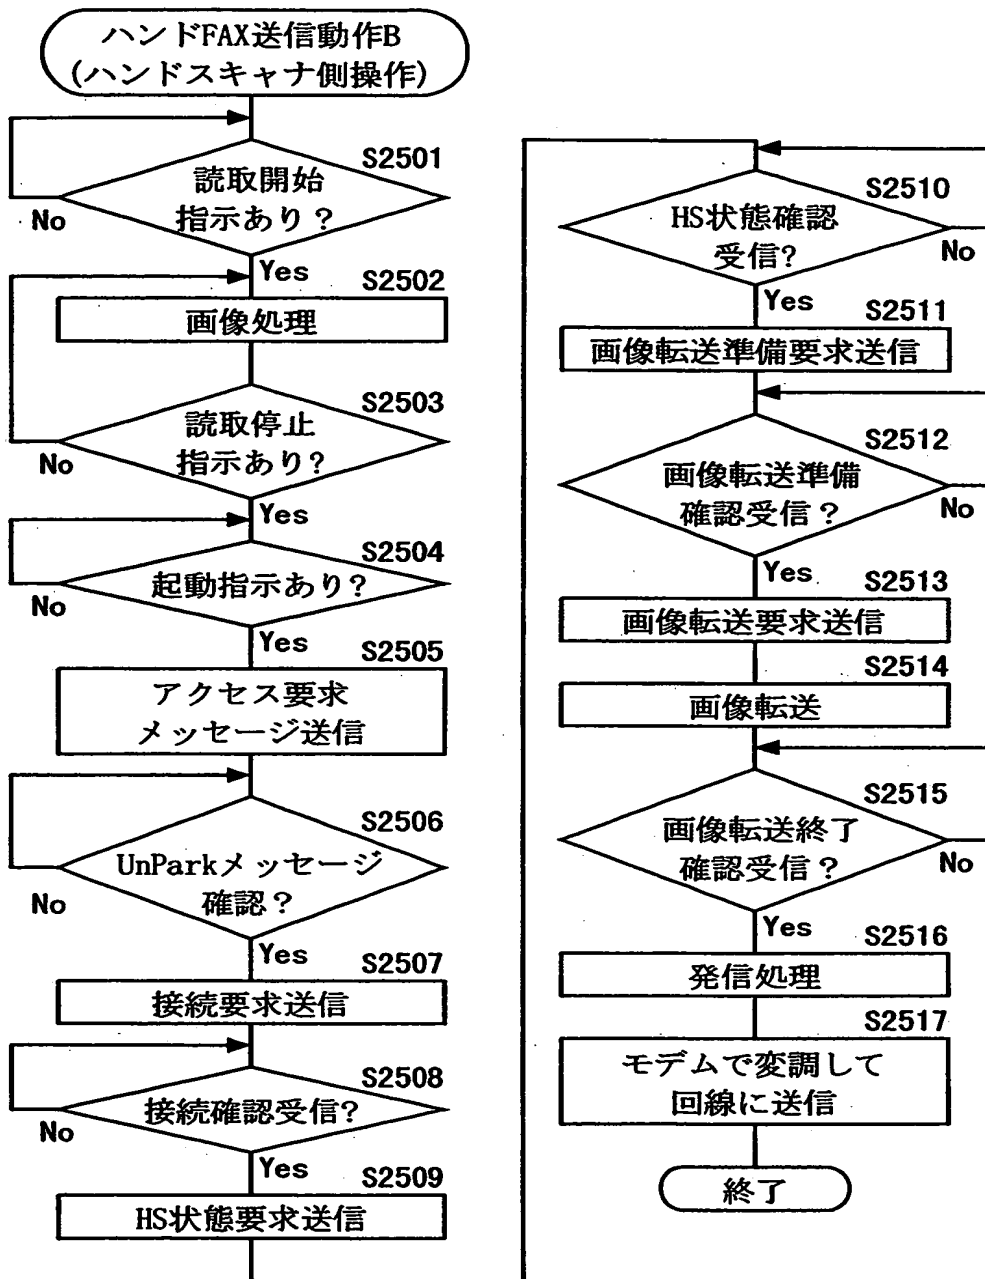 ハンドFAX送信動作B
(ハンドスキャナ側操作)
S2501
読取開始
指示あり？
No
Yes
S2502
画像処理
S2503
読取停止
指示あり?
No
Yes
S2504
起動指示あり?
No
Yes
S2505
アクセス要求
メッセージ送信
S2506
UnParkメッセージ
確認？
No
Yes
S2507
接続要求送信
S2508
接続確認受信?
No
Yes
S2509
HS状態要求送信
S2510
HS状態確認
受信?
No
Yes
S2511
画像転送準備要求送信
S2512
画像転送準備
確認受信？
No
Yes
S2513
画像転送要求送信
S2514
画像転送
S2515
画像転送終了
確認受信？
No
Yes
S2516
発信処理
S2517
モデムで変調して
回線に送信
終了